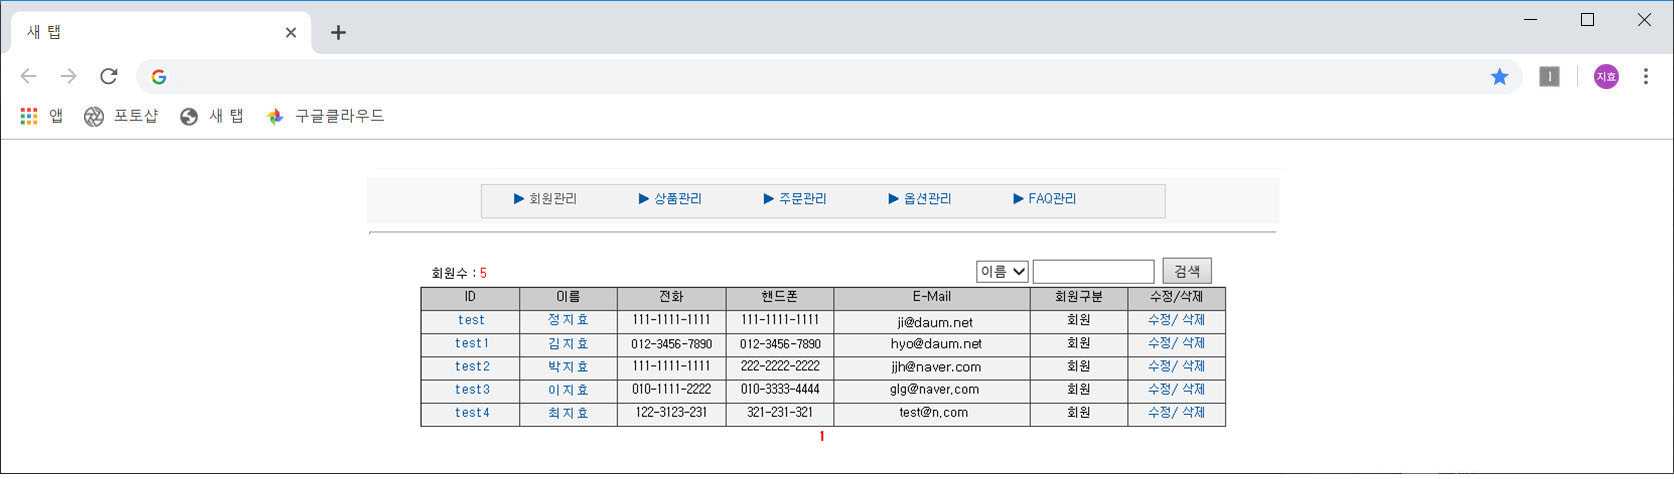 새 탭
지효
앱 포토샵 새 탭 구글클라우드
▶ 회원관리 ▶ 상품관리 ▶ 주문관리 ▶ 옵션관리 ▶ FAQ관리
회원수 : 5 이름 검색
ID 이름 전화 핸드폰 E-Mail 회원구분 수정/삭제
test 정지효 111-1111-1111 111-1111-1111 ji@daum.net 회원 수정/ 삭제
test1 김지효 012-3456-7890 012-3456-7890 hyo@daum.net 회원 수정/ 삭제
test2 박지효 111-1111-1111 222-2222-2222 jjh@naver.com 회원 수정/ 삭제
test3 이지효 010-1111-2222 010-3333-4444 glg@naver.com 회원 수정/ 삭제
test4 최지효 122-3123-231 321-231-321 test@n.com 회원 수정/ 삭제
1